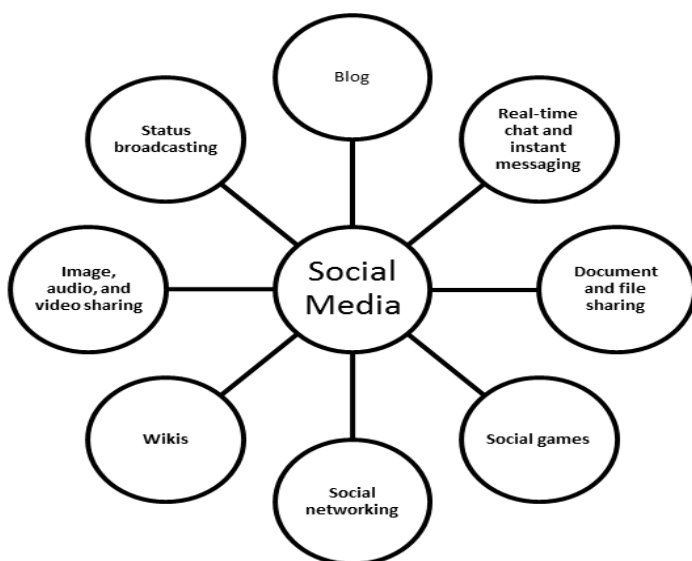 Blog
Real-time
chat and
instant
messaging
Document
and file
sharing
Social games
Social
networking
Wikis
Image,
audio, and
video sharing
Status
broadcasting
Social
Media